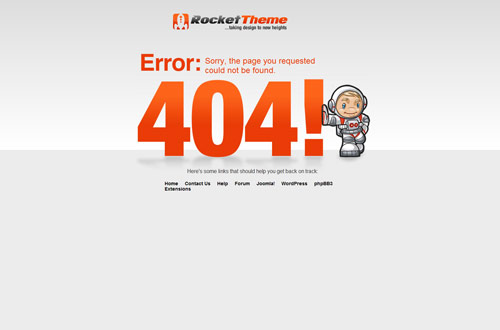 RocketTheme
...taking design to new heights
Error: Sorry, the page you requested
could not be found.
404!
Here's some links that should help you get back on track:
Home Contact Us Help Forum Joomla! WordPress phpBB3
Extensions